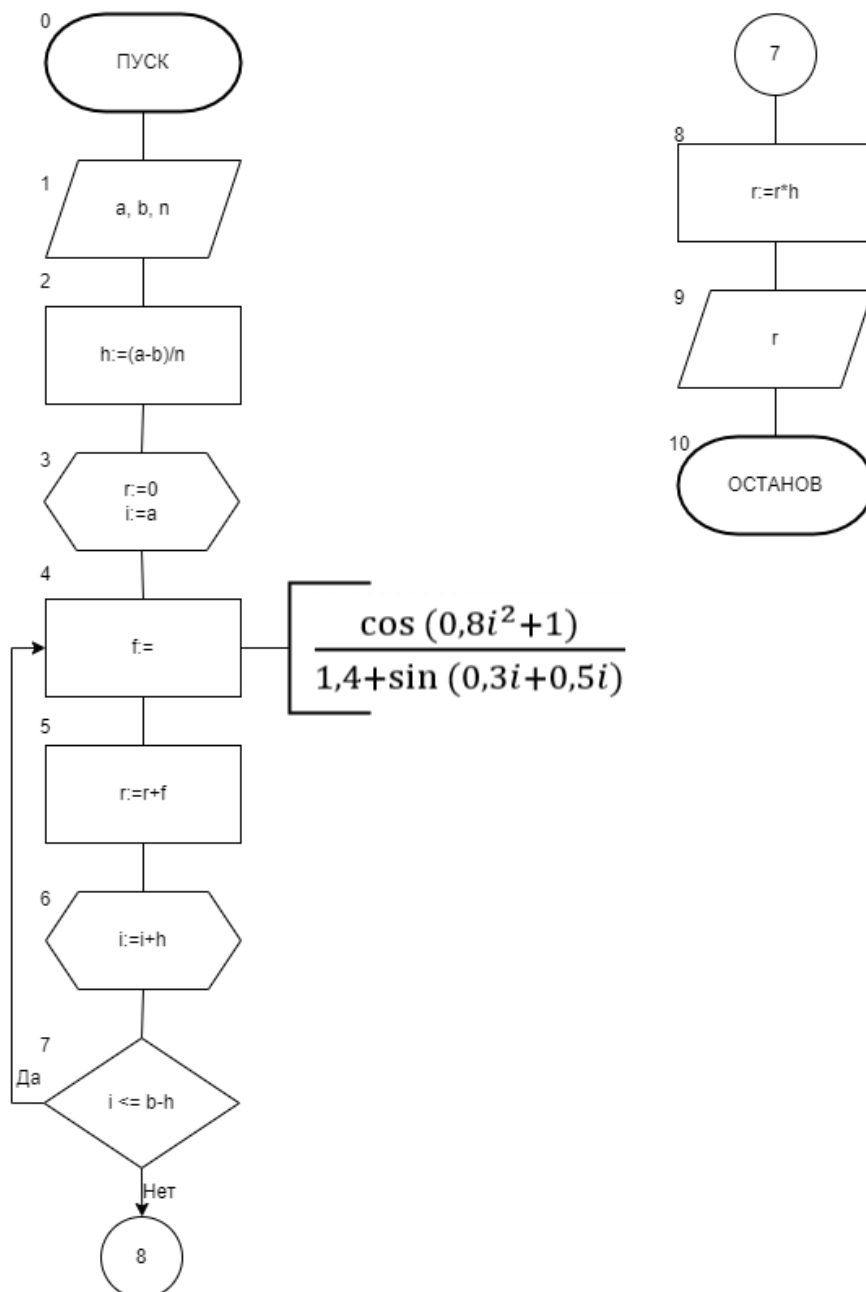 0
ПУСК
1
a, b, n
2
h:=(a-b)/n
3
r:=0
i:=a
4
f:=
cos (0,8i²+1)
1,4+sin (0,3i+0,5i)
5
r:=r+f
6
i:=i+h
7
Да
i <= b-h
Нет
8
7
8
r:=r*h
9
r
10
ОСТАНОВ